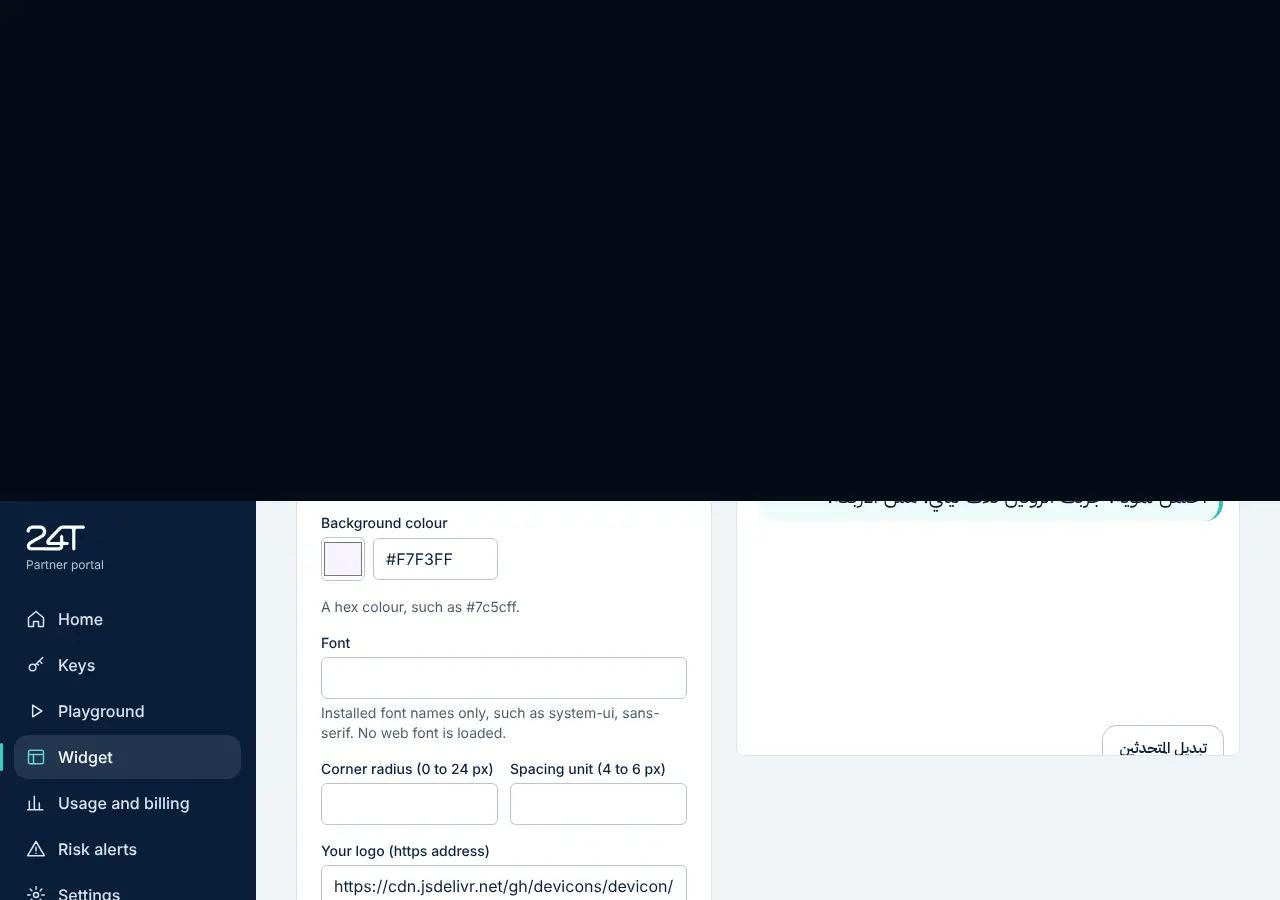 24T
Partner portal
Home
Keys
Playground
Widget
Usage and billing
Risk alerts
Settings
Background colour
#F7F3FF
A hex colour, such as #7c5cff.
Font
Installed font names only, such as system-ui, sans-
serif. No web font is loaded.
Corner radius (0 to 24 px)
Spacing unit (4 to 6 px)
Your logo (https address)
https://cdn.jsdelivr.net/gh/devicons/devicon/
تبديل المتحدثين